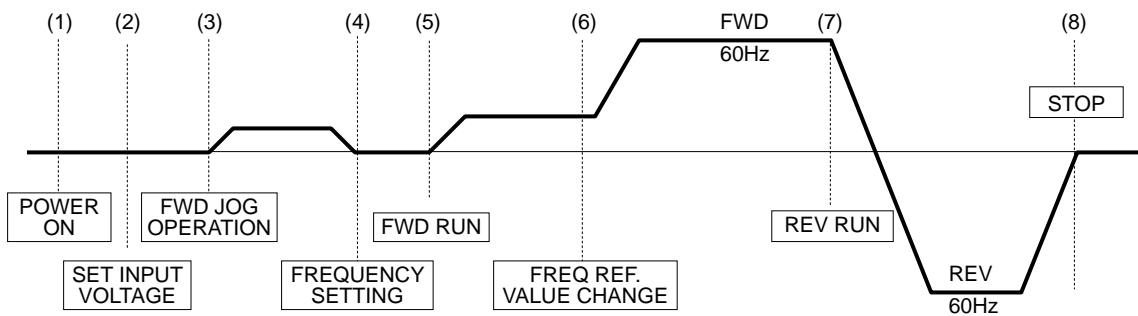 (1)
(2)
(3)
(4)
(5)
(6)
FWD
(7)
(8)
60Hz
STOP
POWER
ON
FWD JOG
OPERATION
FWD RUN
REV RUN
SET INPUT
VOLTAGE
FREQUENCY
SETTING
FREQ REF.
VALUE CHANGE
REV
60Hz